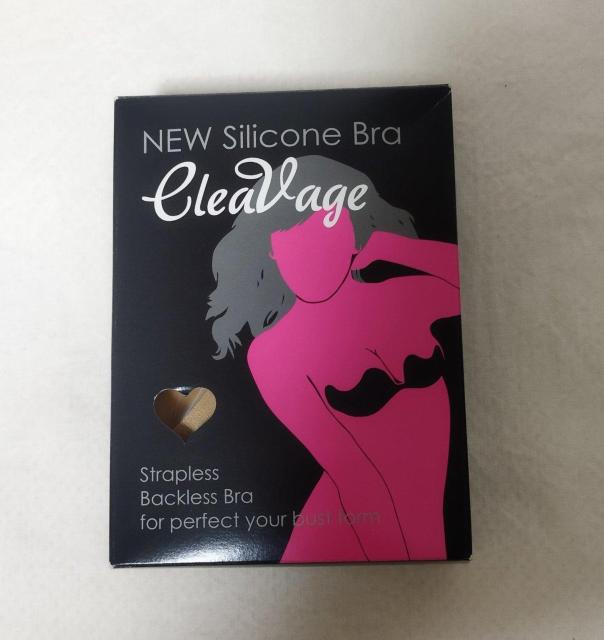 NEW Silicone Bra
CleaVage
Strapless
Backless Bra
for perfect your bust form